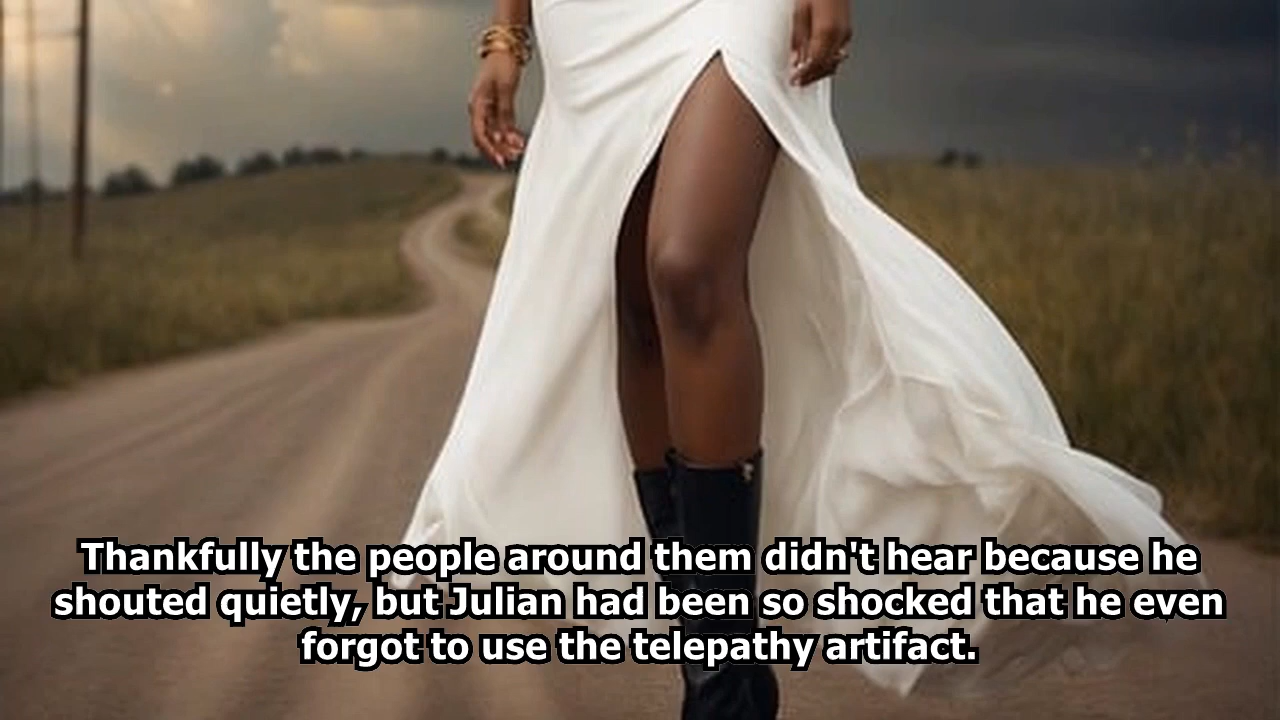 Thankfully the people around them didn't hear because he
shouted quietly, but Julian had been so shocked that he even
forgot to use the telepathy artifact.